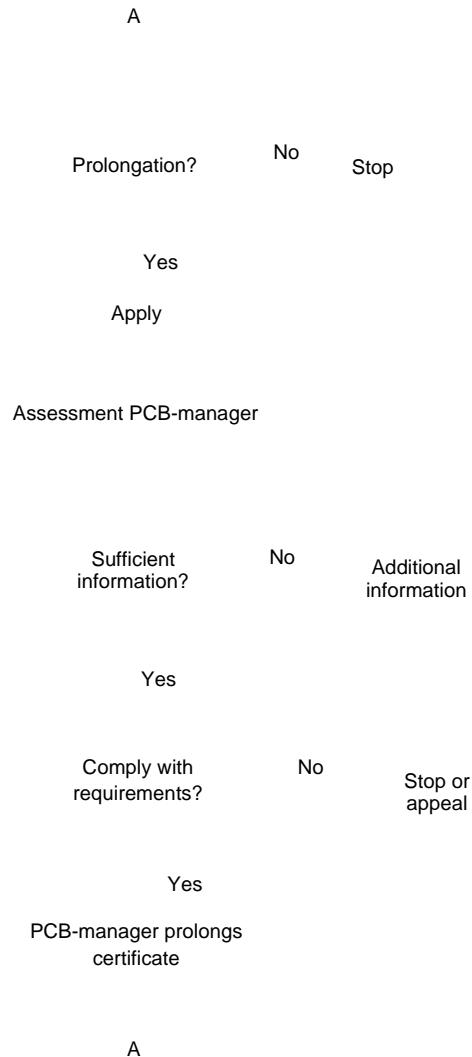 A
Prolongation?
No
Stop
Yes
Apply
Assessment PCB-manager
Sufficient
information?
No
Additional
information
Yes
Comply with
requirements?
No
Stop or
appeal
Yes
PCB-manager prolongs
certificate
A